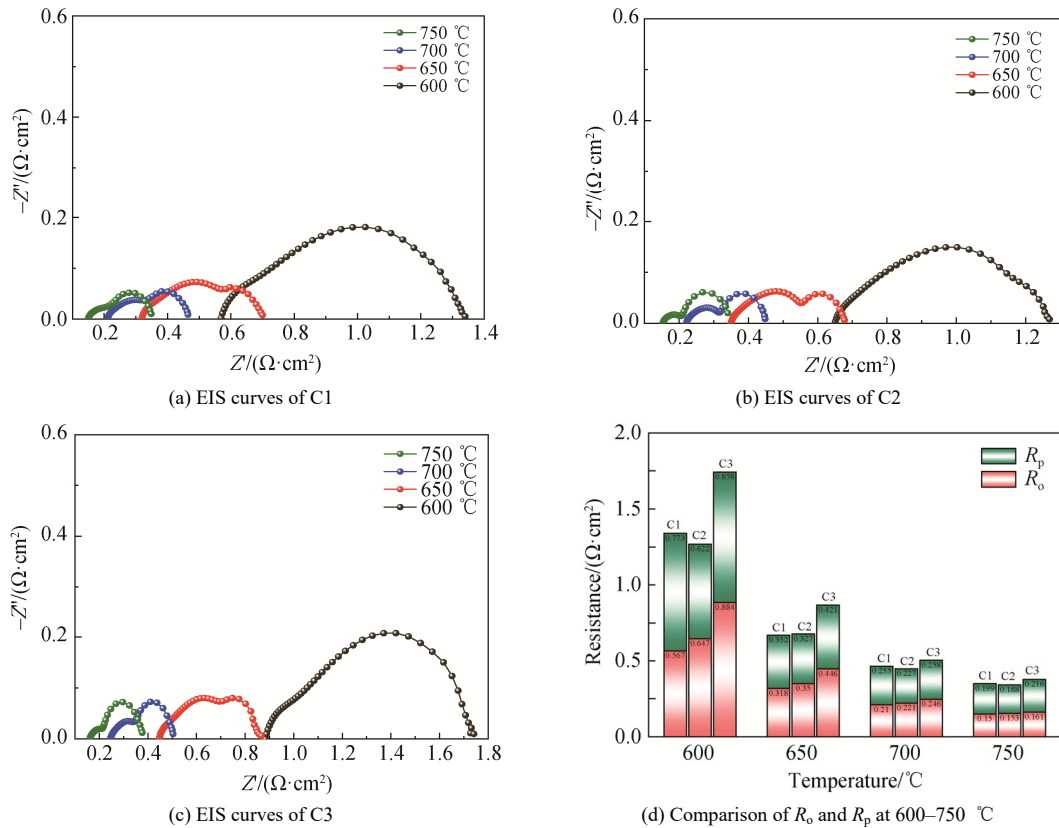 0.6
0.4
0.2
0.0
–Z"/(Ω·cm²)
750 ℃
700 ℃
650 ℃
600 ℃
0.2 0.4 0.6 0.8 1.0 1.2 1.4
Z'/(Ω·cm²)
(a) EIS curves of C1
0.6
0.4
0.2
0.0
–Z"/(Ω·cm²)
750 ℃
700 ℃
650 ℃
600 ℃
0.2 0.4 0.6 0.8 1.0 1.2
Z'/(Ω·cm²)
(b) EIS curves of C2
0.6
0.4
0.2
0.0
–Z"/(Ω·cm²)
750 ℃
700 ℃
650 ℃
600 ℃
0.2 0.4 0.6 0.8 1.0 1.2 1.4 1.6 1.8
Z'/(Ω·cm²)
(c) EIS curves of C3
2.0
1.5
1.0
0.5
0.0
Resistance/(Ω·cm²)
Rp
Ro
C1 C2 C3
0.773 0.622 0.858
0.567 0.647 0.884
C1 C2 C3
0.352 0.327 0.421
0.318 0.35 0.446
C1 C2 C3
0.255 0.227 0.258
0.21 0.221 0.246
C1 C2 C3
0.199 0.188 0.216
0.15 0.153 0.161
600 650 700 750
Temperature/℃
(d) Comparison of Ro and Rp at 600–750 ℃